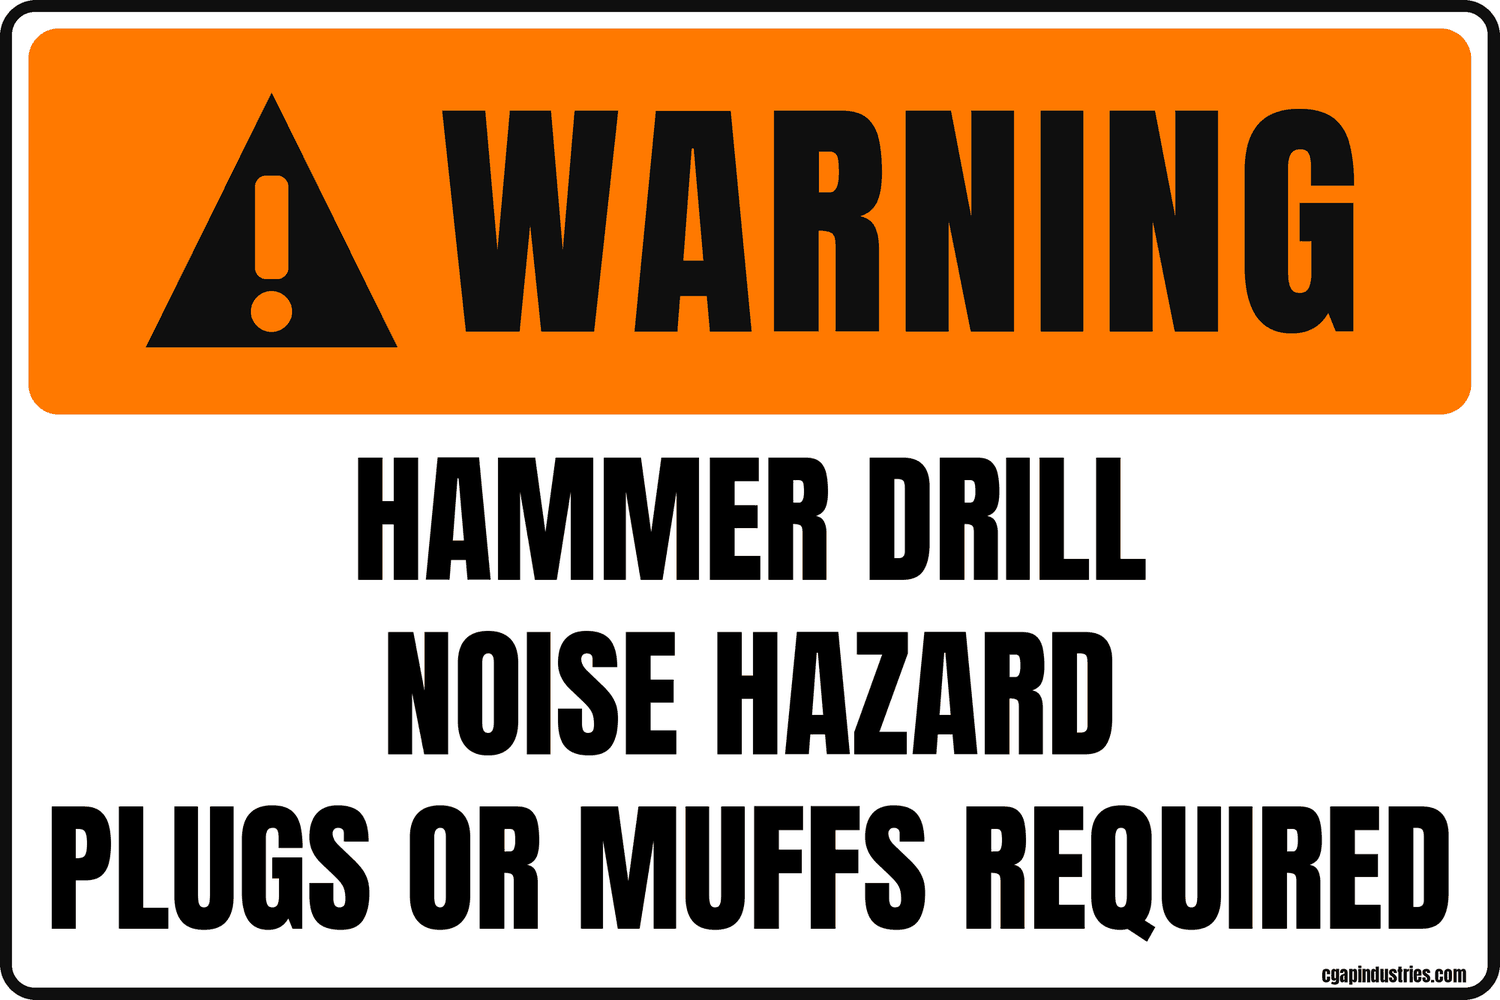 WARNING
HAMMER DRILL
NOISE HAZARD
PLUGS OR MUFFS REQUIRED
cgapindustries.com